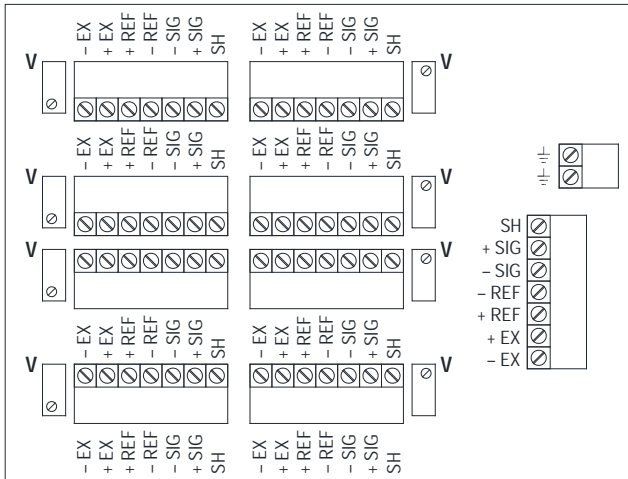 – EX + EX + REF – REF – SIG + SIG SH
– EX + EX + REF – REF – SIG + SIG SH
V
V
– EX + EX + REF – REF – SIG + SIG SH
– EX + EX + REF – REF – SIG + SIG SH
V
V
V
V
– EX + EX + REF – REF – SIG + SIG SH
– EX + EX + REF – REF – SIG + SIG SH
V
V
– EX + EX + REF – REF – SIG + SIG SH
– EX + EX + REF – REF – SIG + SIG SH
SH
+ SIG
– SIG
– REF
+ REF
+ EX
– EX